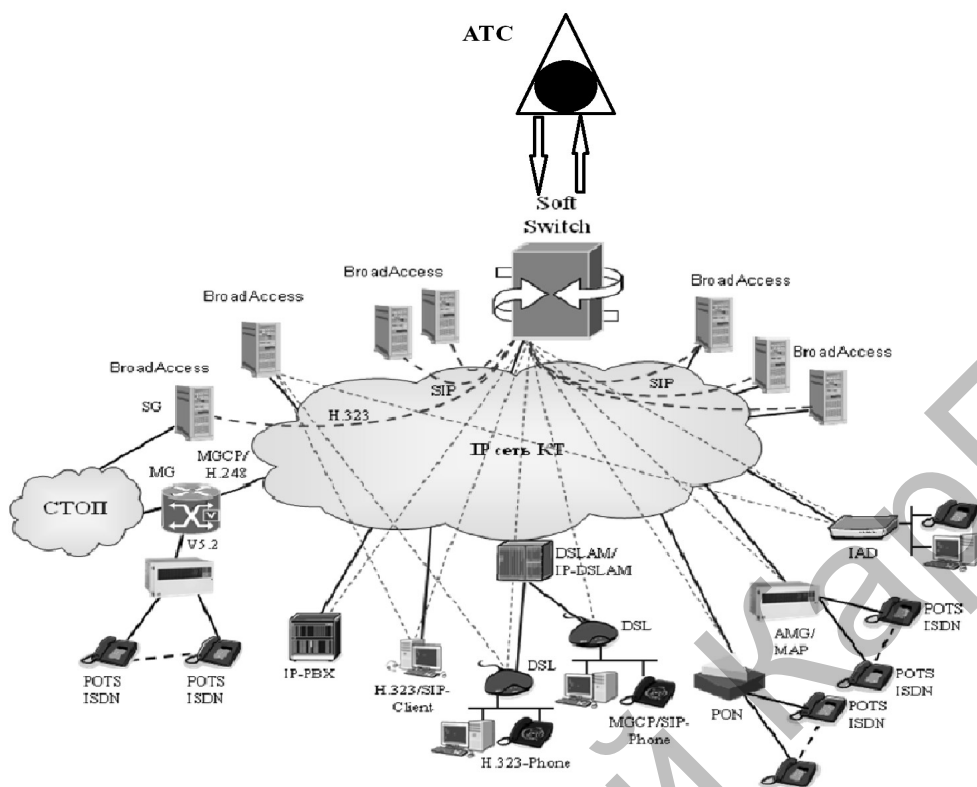 АТС
Soft
Switch
BroadAccess
BroadAccess
BroadAccess
BroadAccess
BroadAccess
SG
SIP
SIP
H.323
MGCP/
H.248
IP сеть КТ
MG
СТОП
V5.2
DSLAM/
IP-DSLAM
IAD
POTS
ISDN
AMG/
MAP
DSL
POTS
ISDN
POTS
ISDN
IP-PBX
H.323/SIP-
Client
DSL
POTS
ISDN
POTS
ISDN
MGCP/SIP-
Phone
PON
H.323-Phone
й КарГ